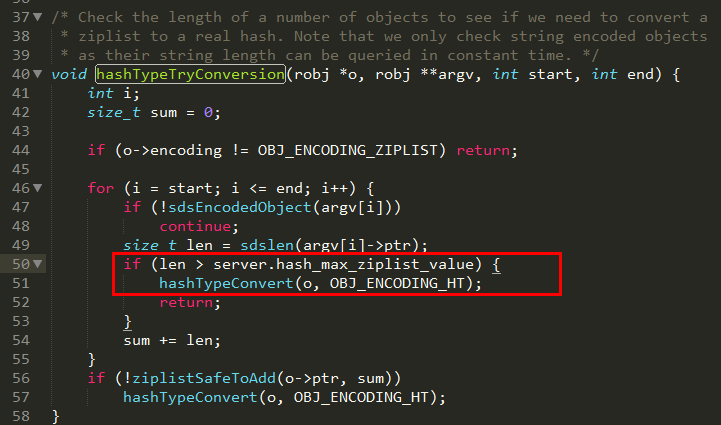 37 /* Check the length of a number of objects to see if we need to convert a
38  * ziplist to a real hash. Note that we only check string encoded objects
39  * as their string length can be queried in constant time. */
40 void hashTypeTryConversion(robj *o, robj **argv, int start, int end) {
41     int i;
42     size_t sum = 0;
43
44     if (o->encoding != OBJ_ENCODING_ZIPLIST) return;
45
46     for (i = start; i <= end; i++) {
47         if (!sdsEncodedObject(argv[i]))
48             continue;
49         size_t len = sdslen(argv[i]->ptr);
50         if (len > server.hash_max_ziplist_value) {
51             hashTypeConvert(o, OBJ_ENCODING_HT);
52             return;
53         }
54         sum += len;
55     }
56     if (!ziplistSafeToAdd(o->ptr, sum))
57         hashTypeConvert(o, OBJ_ENCODING_HT);
58 }